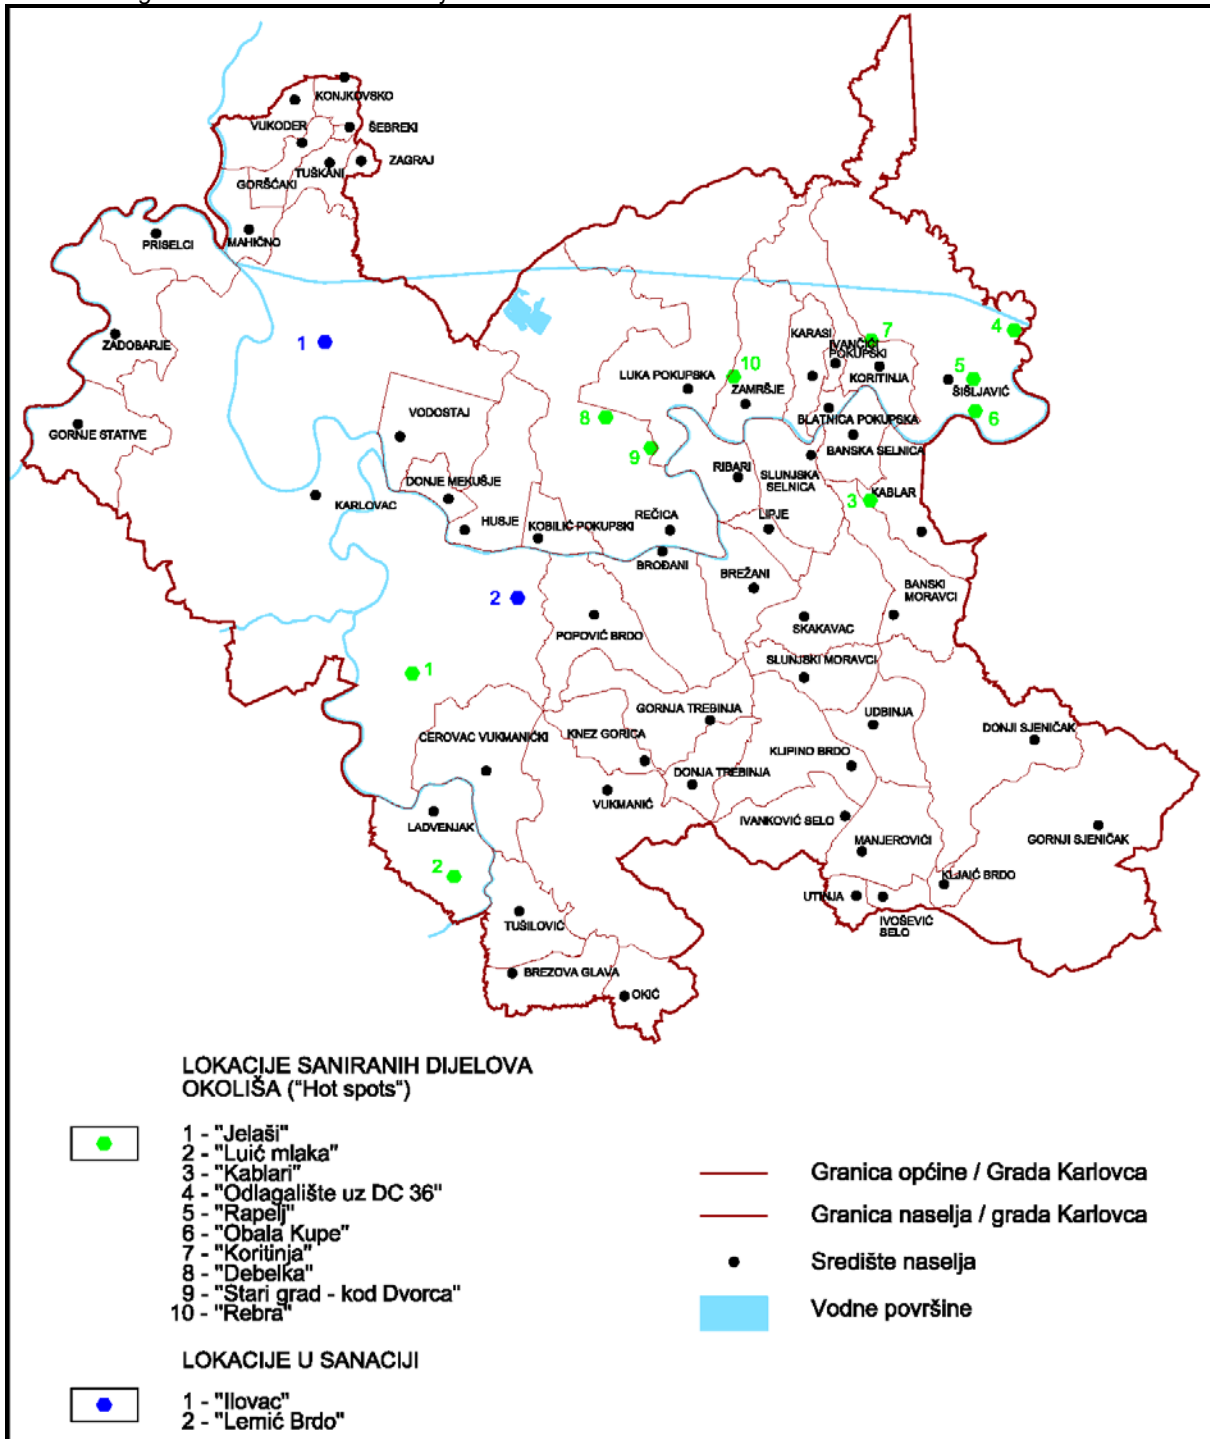 KONJKOVSKO
VUKODER
ŠEBREKI
ZAGRAJ
TUŠKANI
GORŠĆAKI
MAHIČNO
PRISELCI
ZADOBARJE
GORNJE STATIVE
1
KARLOVAC
VODOSTAJ
DONJE MEKUŠJE
HUSJE
KOBILIĆ POKUPSKI
REČICA
BROĐANI
LUKA POKUPSKA
8
9
10
ZAMRŠJE
KARASI
IVANČIĆI
POKUPSKI
7
KORITINJA
4
5
ŠIŠLJAVIĆ
6
BLATNICA POKUPSKA
BANSKA SELNICA
RIBARI
SLUNJSKA
SELNICA
KABLAR
3
LIPJE
BREŽANI
BANSKI
MORAVCI
2
POPOVIĆ BRDO
SKAKAVAC
SLUNJSKI MORAVCI
1
GORNJA TREBINJA
UDBINJA
DONJI SJENIČAK
CEROVAC VUKMANIĆKI
KNEZ GORICA
KLIPINO BRDO
DONJA TREBINJA
VUKMANIĆ
LADVENJAK
IVANKOVIĆ SELO
MANJEROVIĆI
GORNJI SJENIČAK
2
KLJAIĆ BRDO
UTINJA
IVOŠEVIĆ
SELO
TUŠILOVIĆ
BREZOVA GLAVA
OKIĆ
LOKACIJE SANIRANIH DIJELOVA
OKOLIŠA ("Hot spots")
1 - "Jelaši"
2 - "Luić mlaka"
3 - "Kablari"
4 - "Odlagalište uz DC 36"
5 - "Rapelj"
6 - "Obala Kupe"
7 - "Koritinja"
8 - "Debelka"
9 - "Stari grad - kod Dvorca"
10 - "Rebra"
LOKACIJE U SANACIJI
1 - "Ilovac"
2 - "Lemić Brdo"
Granica općine / Grada Karlovca
Granica naselja / grada Karlovca
Središte naselja
Vodne površine